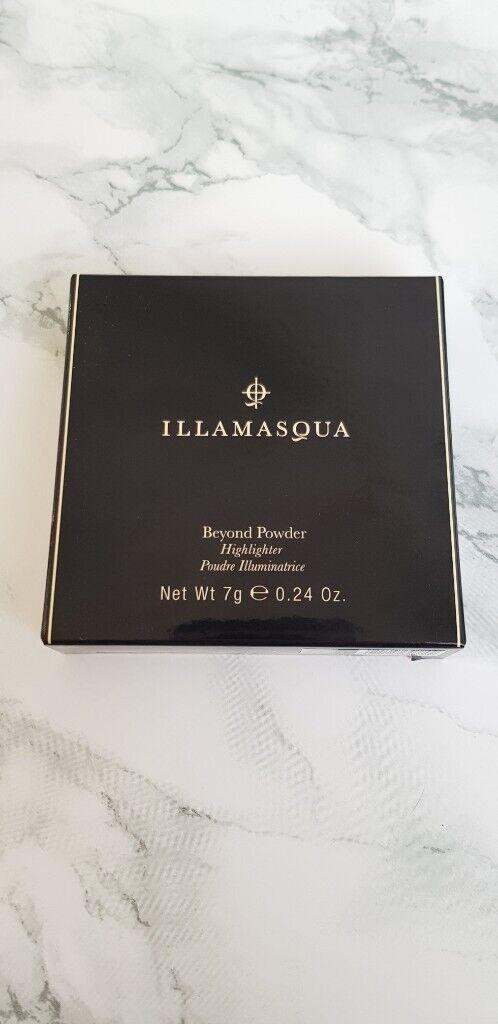 ILLAMASQUA
Beyond Powder
Highlighter
Poudre Illuminatrice
Net Wt 7g ℮ 0.24 Oz.